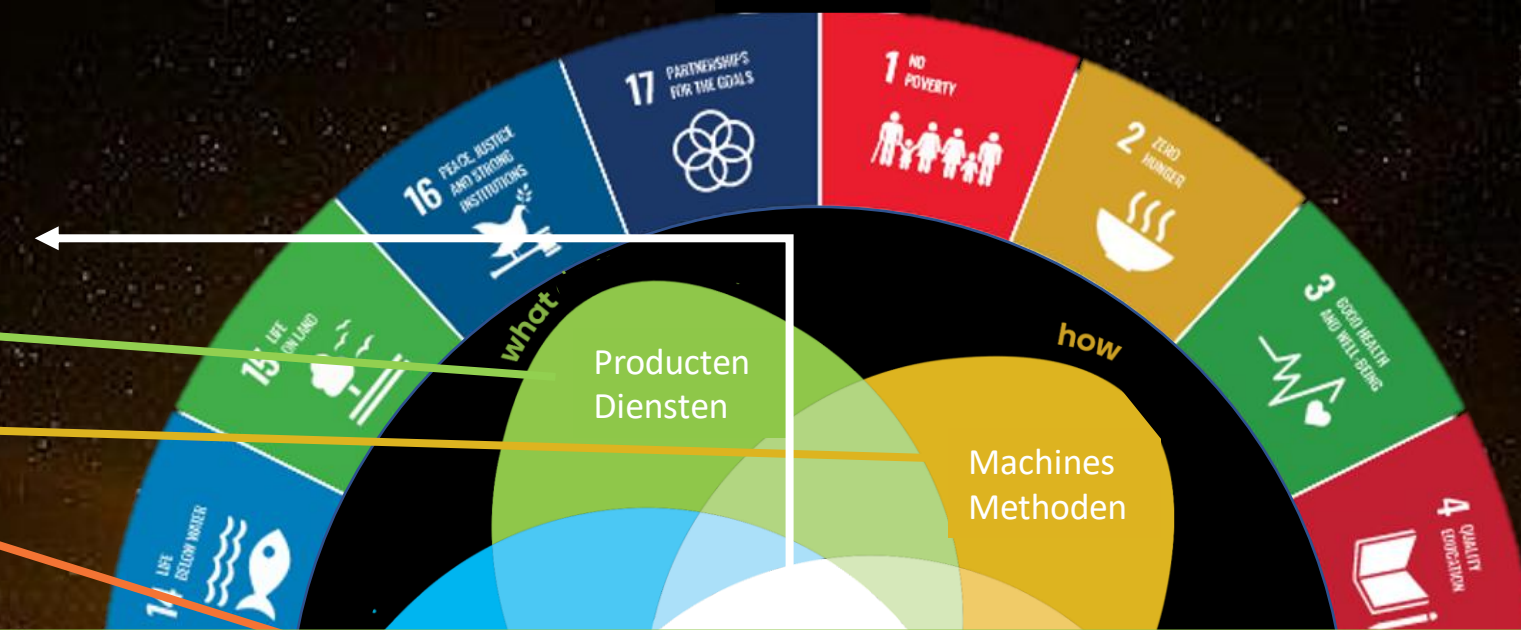 17 PARTNERSHIPS
FOR THE GOALS
1 NO
POVERTY
2 ZERO
HUNGER
3 GOOD HEALTH
AND WELL-BEING
4 QUALITY
EDUCATION
16 PEACE, JUSTICE
AND STRONG
INSTITUTIONS
15 LIFE
ON LAND
14 LIFE
BELOW WATER
what
how
Producten
Diensten
Machines
Methoden